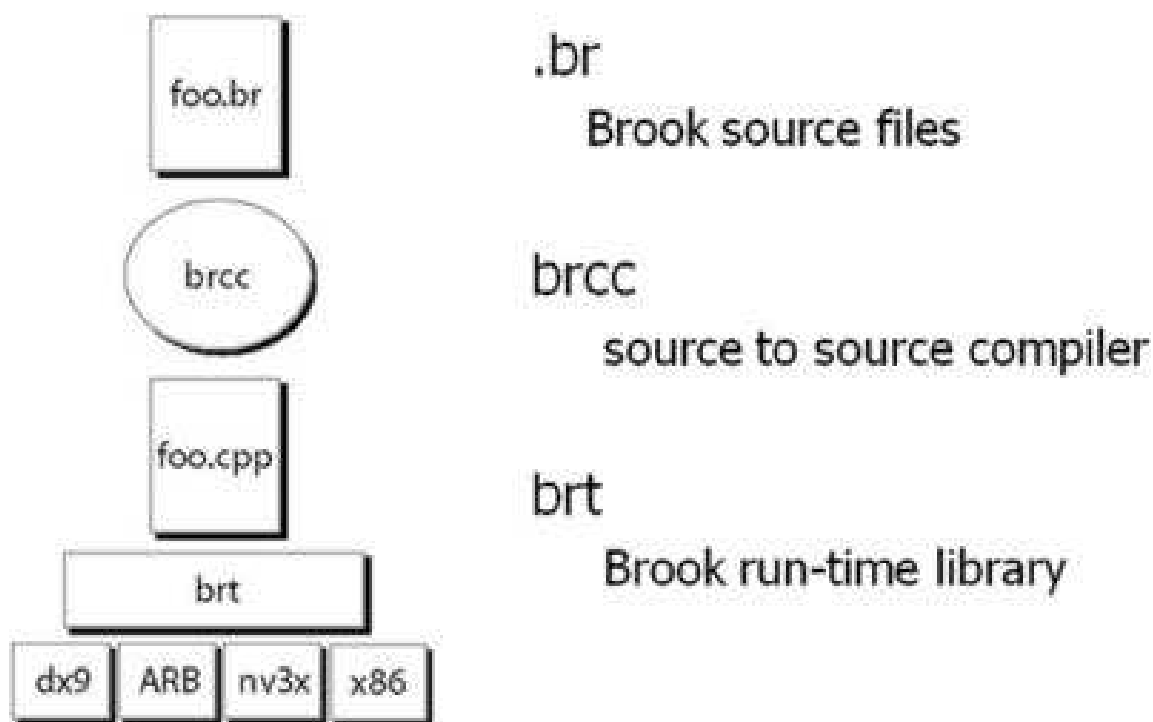 foo.br
.br
Brook source files
brcc
brcc
source to source compiler
foo.cpp
brt
Brook run-time library
brt
dx9 ARB nv3x x86